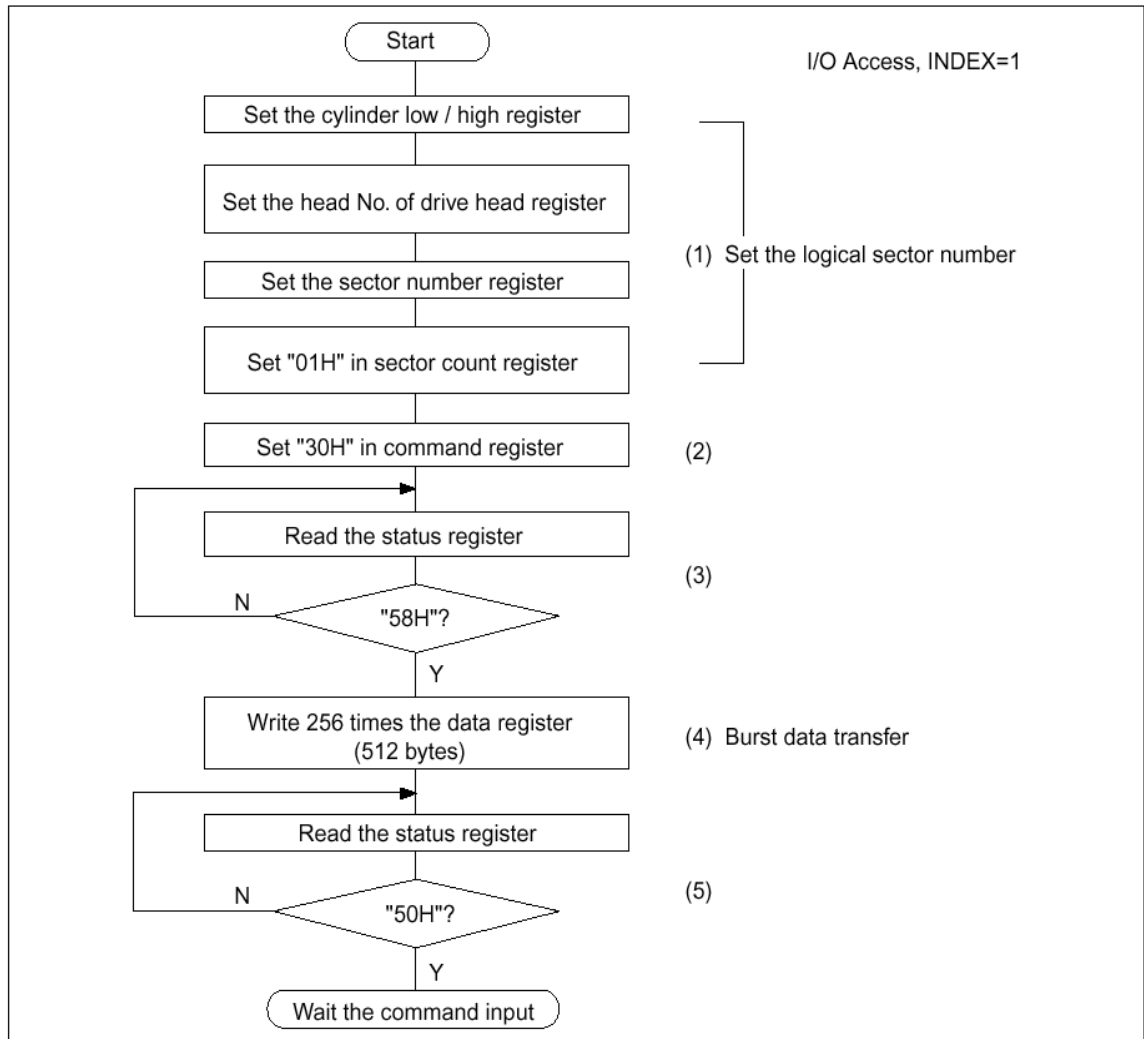 Start
I/O Access, INDEX=1
Set the cylinder low / high register
Set the head No. of drive head register
(1) Set the logical sector number
Set the sector number register
Set "01H" in sector count register
Set "30H" in command register
(2)
Read the status register
(3)
N
"58H"?
Y
Write 256 times the data register
(512 bytes)
(4) Burst data transfer
Read the status register
N
(5)
"50H"?
Y
Wait the command input